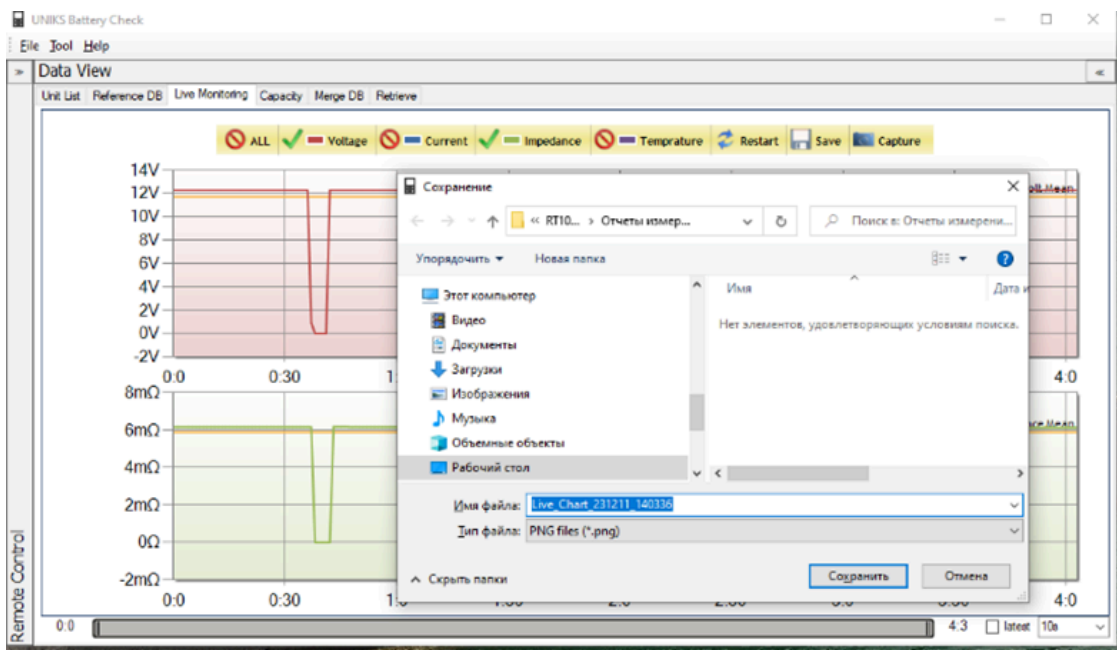 UNIKS Battery Check
File Tool Help
Data View
Unit List Reference DB Live Monitoring Capacity Merge DB Retrieve
ALL Voltage Current Impedance Temprature Restart Save Capture
14V
12V
10V
8V
6V
4V
2V
0V
-2V
0:0 0:30 4:0
8mΩ
6mΩ
4mΩ
2mΩ
0Ω
-2mΩ
0:0 0:30 4:0
Mean
Mean
Сохранение
« RT10... › Отчеты измер...
Поиск в: Отчеты измерени...
Упорядочить Новая папка
Имя Дата и
Этот компьютер
Видео
Документы
Загрузки
Изображения
Музыка
Объемные объекты
Рабочий стол
Нет элементов, удовлетворяющих условиям поиска.
Имя файла: Live_Chart_231211_140336
Тип файла: PNG files (*.png)
Скрыть папки Сохранить Отмена
0:0 4:3 latest 10s
Remote Control